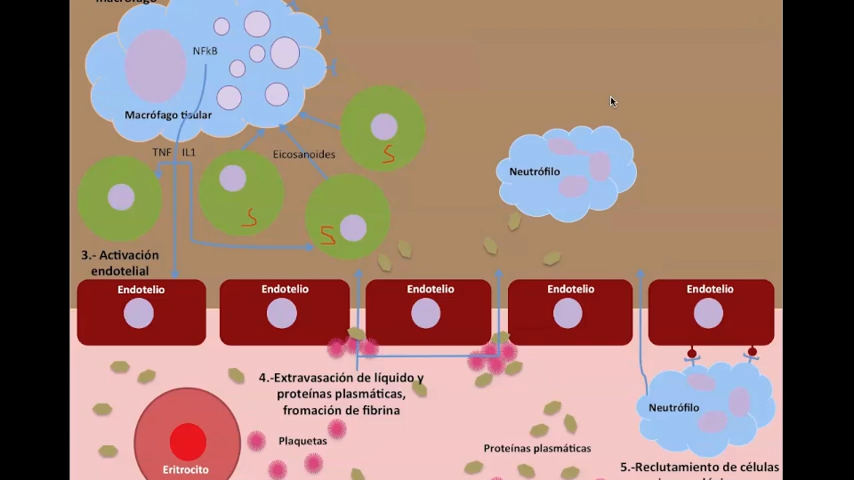 macrófago
NFkB
Macrófago tisular
TNF IL1
Eicosanoides
S
S
S
Neutrófilo
3.- Activación
endotelial
Endotelio
Endotelio
Endotelio
Endotelio
Endotelio
4.-Extravasación de líquido y
proteínas plasmáticas,
fromación de fibrina
Neutrófilo
Plaquetas
Proteínas plasmáticas
Eritrocito
5.-Reclutamiento de células